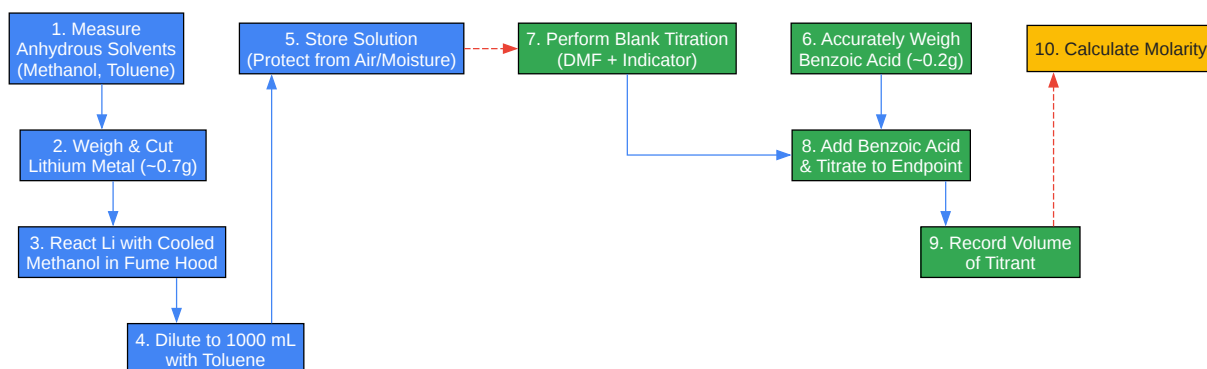 1. Measure
Anhydrous Solvents
(Methanol, Toluene)
2. Weigh & Cut
Lithium Metal (~0.7g)
3. React Li with Cooled
Methanol in Fume Hood
4. Dilute to 1000 mL
with Toluene
5. Store Solution
(Protect from Air/Moisture)
7. Perform Blank Titration
(DMF + Indicator)
6. Accurately Weigh
Benzoic Acid (~0.2g)
8. Add Benzoic Acid
& Titrate to Endpoint
9. Record Volume
of Titrant
10. Calculate Molarity